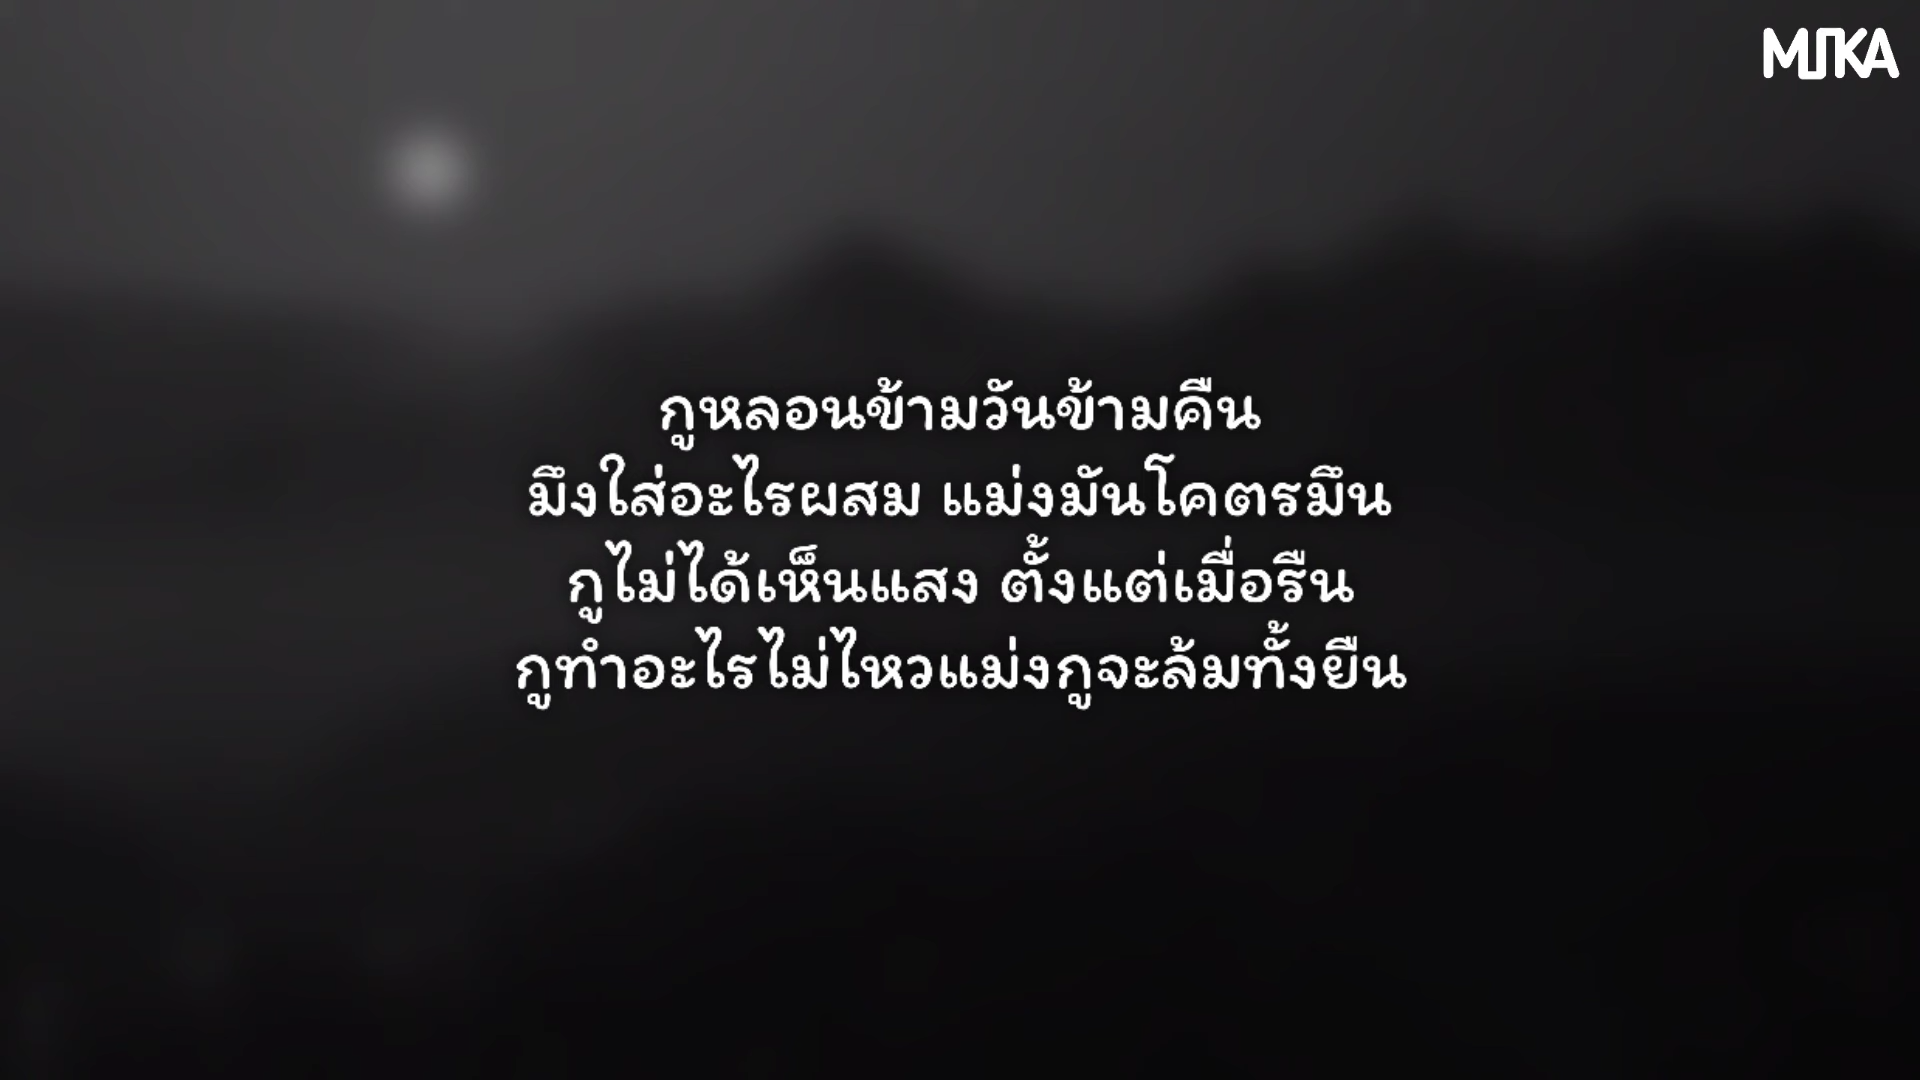 MIKA
กูหลอนข้ามวันข้ามคืน
มึงใส่อะไรผสม แม่งมันโคตรมึน
กูไม่ได้เห็นแสง ตั้งแต่เมื่อรืน
กูทำอะไรไม่ไหวแม่งกูจะล้มทั้งยืน